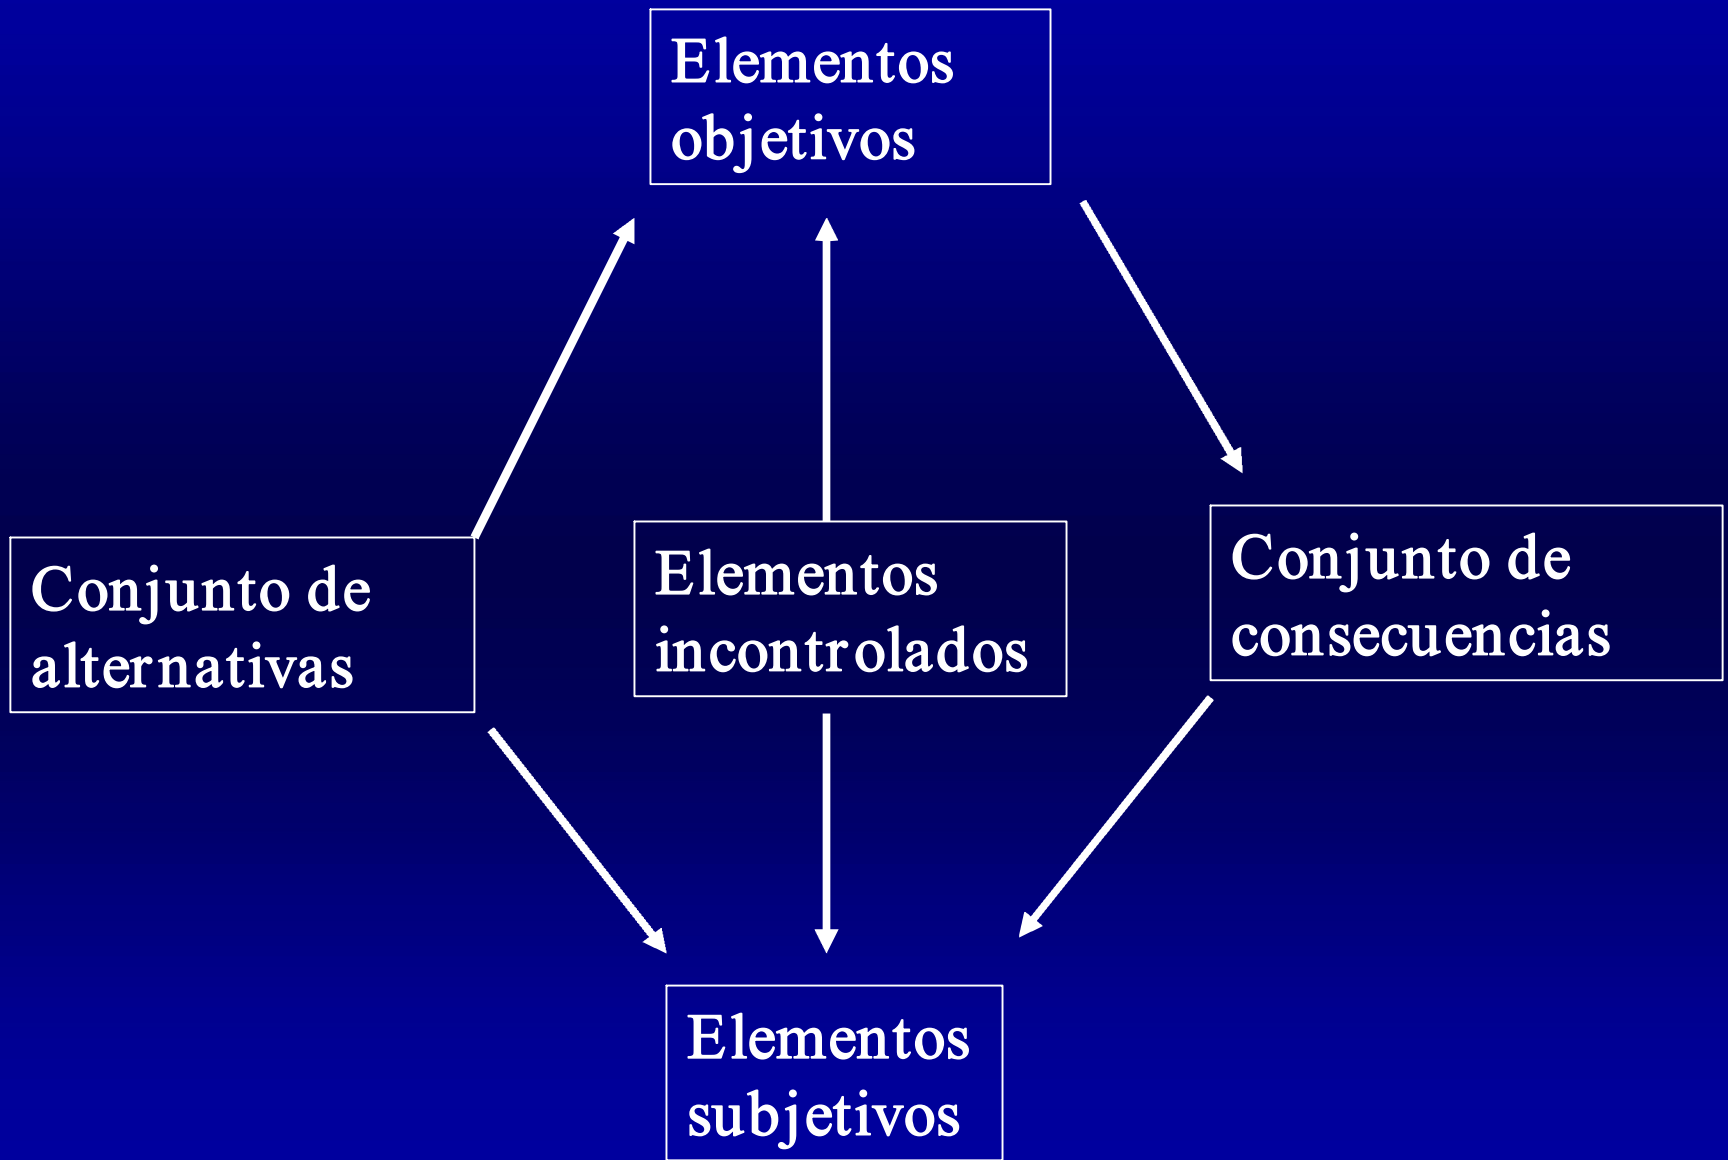 Elementos
objetivos
Conjunto de
alternativas
Elementos
incontrolados
Conjunto de
consecuencias
Elementos
subjetivos